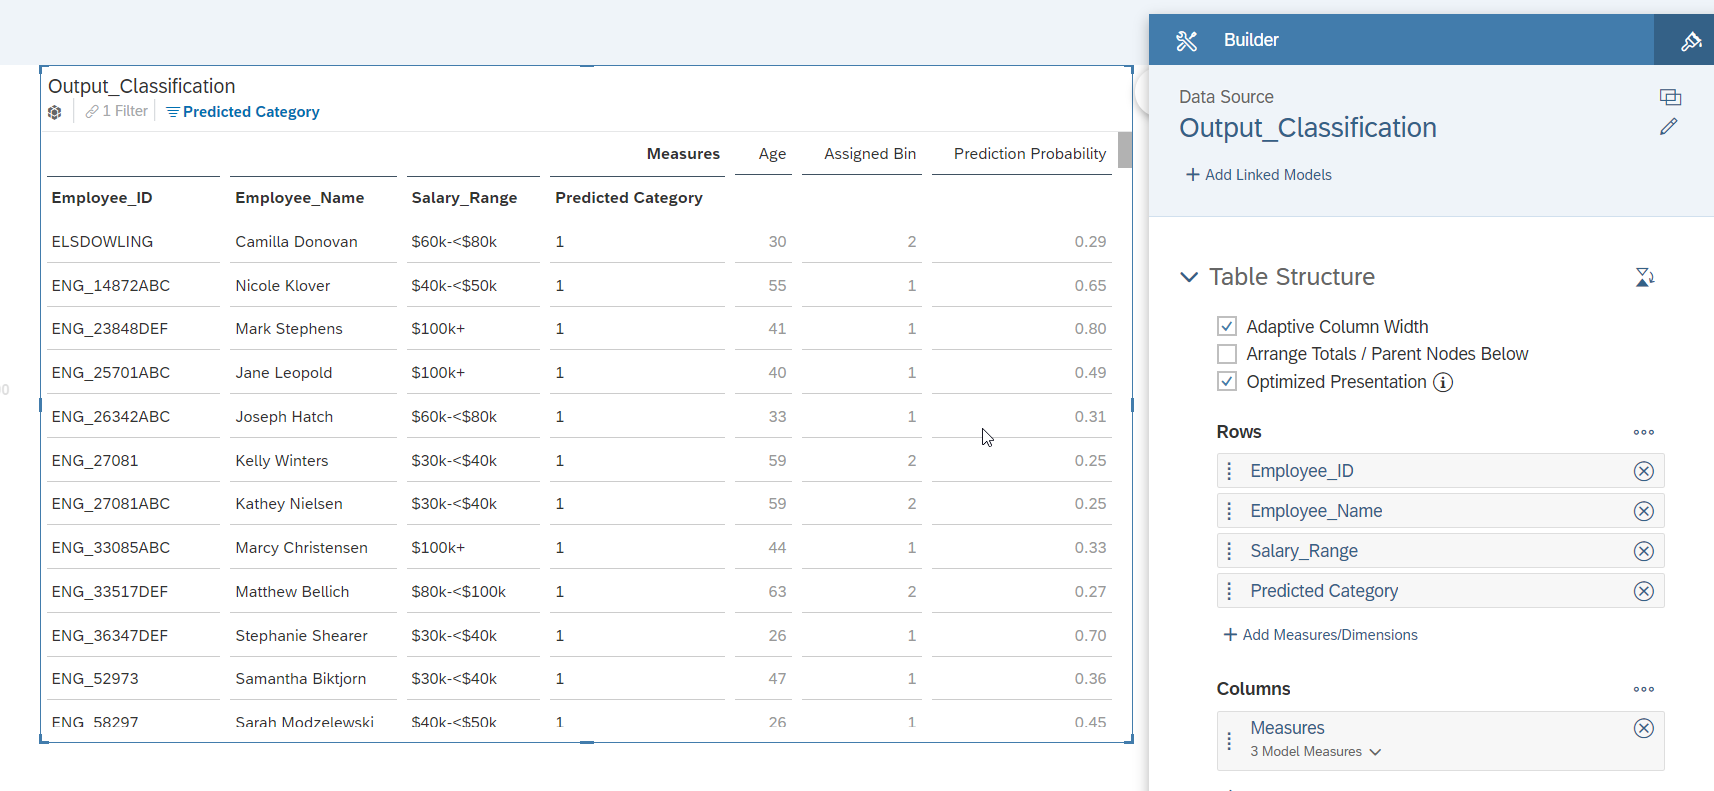 Builder
Output_Classification
1 Filter Predicted Category
Data Source
Output_Classification
Add Linked Models
Measures Age Assigned Bin Prediction Probability
Employee_ID Employee_Name Salary_Range Predicted Category
ELSDOWLING Camilla Donovan $60k-<$80k 1 30 2 0.29
ENG_14872ABC Nicole Klover $40k-<$50k 1 55 1 0.65
ENG_23848DEF Mark Stephens $100k+ 1 41 1 0.80
ENG_25701ABC Jane Leopold $100k+ 1 40 1 0.49
ENG_26342ABC Joseph Hatch $60k-<$80k 1 33 1 0.31
ENG_27081 Kelly Winters $30k-<$40k 1 59 2 0.25
ENG_27081ABC Kathey Nielsen $30k-<$40k 1 59 2 0.25
ENG_33085ABC Marcy Christensen $100k+ 1 44 1 0.33
ENG_33517DEF Matthew Bellich $80k-<$100k 1 63 2 0.27
ENG_36347DEF Stephanie Shearer $30k-<$40k 1 26 1 0.70
ENG_52973 Samantha Biktjorn $30k-<$40k 1 47 1 0.36
ENG_58297 Sarah Modzelewski $40k-<$50k 1 26 1 0.45
Table Structure
Adaptive Column Width
Arrange Totals / Parent Nodes Below
Optimized Presentation
Rows
Employee_ID
Employee_Name
Salary_Range
Predicted Category
Add Measures/Dimensions
Columns
Measures
3 Model Measures